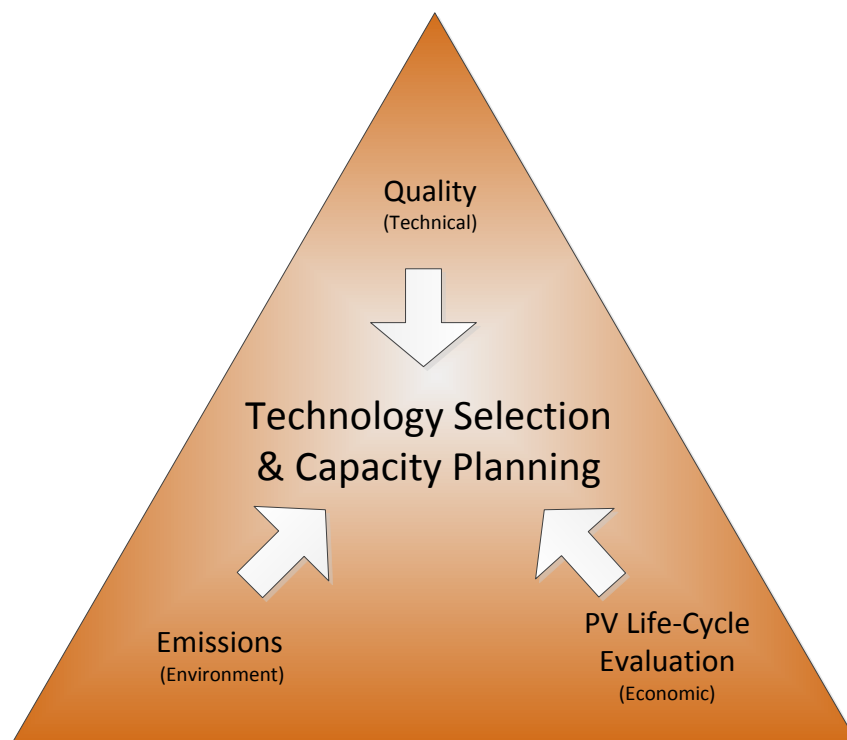 Quality
(Technical)
Technology Selection
& Capacity Planning
Emissions
(Environment)
PV Life-Cycle
Evaluation
(Economic)